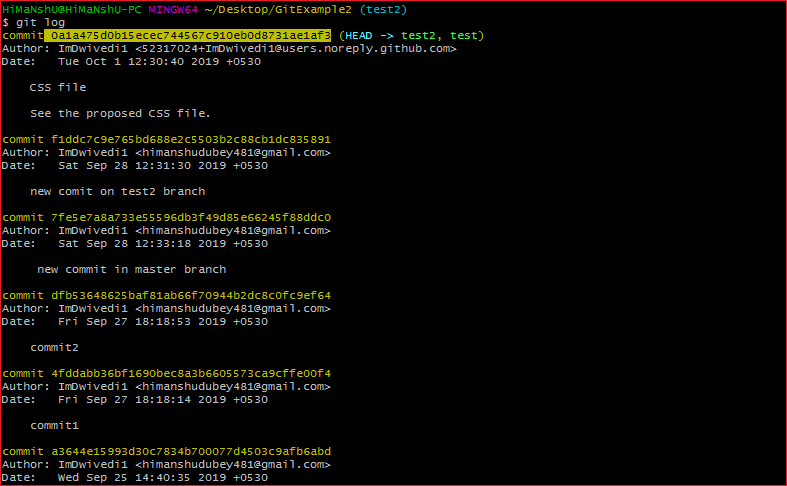 HiMaNshU@HiMaNshU-PC MINGW64 ~/Desktop/GitExample2 (test2)
$ git log
commit 0a1a475d0b15ecec744567c910eb0d8731ae1af3 (HEAD -> test2, test)
Author: ImDwivedi1 <52317024+ImDwivedi1@users.noreply.github.com>
Date:   Tue Oct 1 12:30:40 2019 +0530
CSS file
See the proposed CSS file.
commit f1ddc7c9e765bd688e2c5503b2c88cb1dc835891
Author: ImDwivedi1 <himanshudubey481@gmail.com>
Date:   Sat Sep 28 12:31:30 2019 +0530
new comit on test2 branch
commit 7fe5e7a8a733e55596db3f49d85e66245f88ddc0
Author: ImDwivedi1 <himanshudubey481@gmail.com>
Date:   Sat Sep 28 12:33:18 2019 +0530
new commit in master branch
commit dfb53648625baf81ab66f70944b2dc8c0fc9ef64
Author: ImDwivedi1 <himanshudubey481@gmail.com>
Date:   Fri Sep 27 18:18:53 2019 +0530
commit2
commit 4fddabb36bf1690bec8a3b6605573ca9cffe00f4
Author: ImDwivedi1 <himanshudubey481@gmail.com>
Date:   Fri Sep 27 18:18:14 2019 +0530
commit1
commit a3644e15993d30c7834b700077d4503c9afb6abd
Author: ImDwivedi1 <himanshudubey481@gmail.com>
Date:   Wed Sep 25 14:40:35 2019 +0530